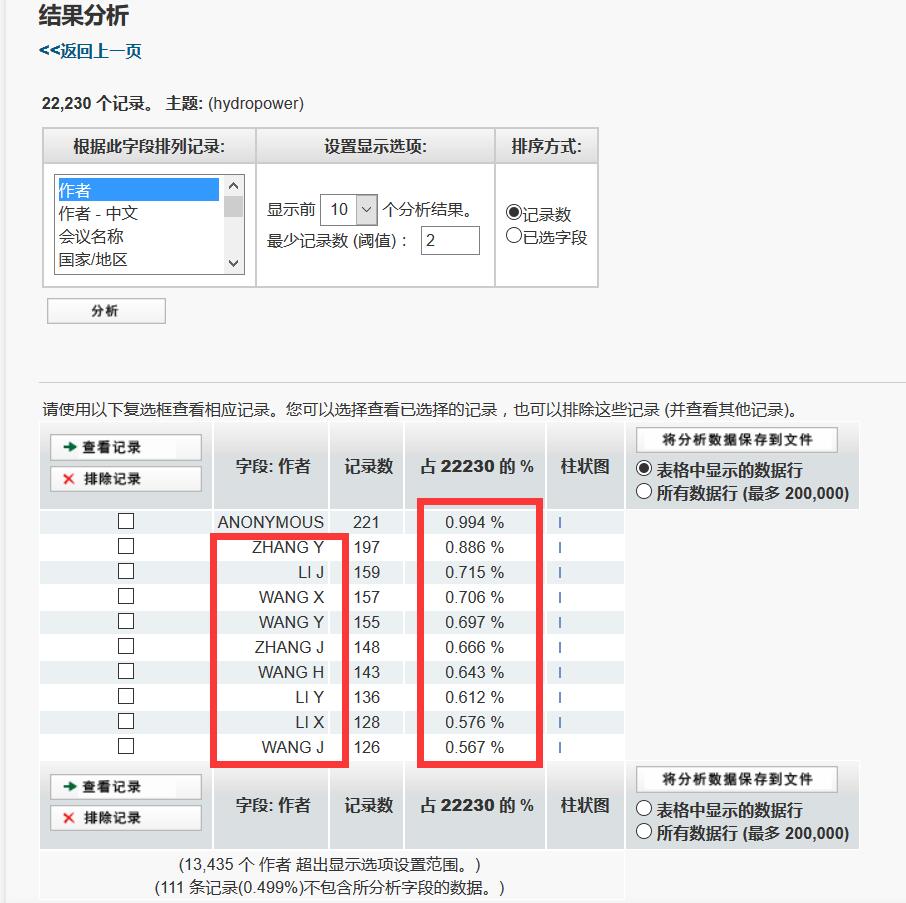 结果分析
<<返回上一页
22,230 个记录。 主题: (hydropower)
根据此字段排列记录: 设置显示选项: 排序方式:
作者
作者 - 中文
会议名称
国家/地区
显示前 10 个分析结果。
最少记录数 (阈值) : 2
记录数
已选字段
分析
请使用以下复选框查看相应记录。您可以选择查看已选择的记录，也可以排除这些记录 (并查看其他记录)。
查看记录
排除记录
字段: 作者 记录数 占 22230 的 % 柱状图
将分析数据保存到文件
表格中显示的数据行
所有数据行 (最多 200,000)
ANONYMOUS 221 0.994 %
ZHANG Y 197 0.886 %
LI J 159 0.715 %
WANG X 157 0.706 %
WANG Y 155 0.697 %
ZHANG J 148 0.666 %
WANG H 143 0.643 %
LI Y 136 0.612 %
LI X 128 0.576 %
WANG J 126 0.567 %
查看记录
排除记录
字段: 作者 记录数 占 22230 的 % 柱状图
将分析数据保存到文件
表格中显示的数据行
所有数据行 (最多 200,000)
(13,435 个 作者 超出显示选项设置范围。)
(111 条记录(0.499%)不包含所分析字段的数据。)